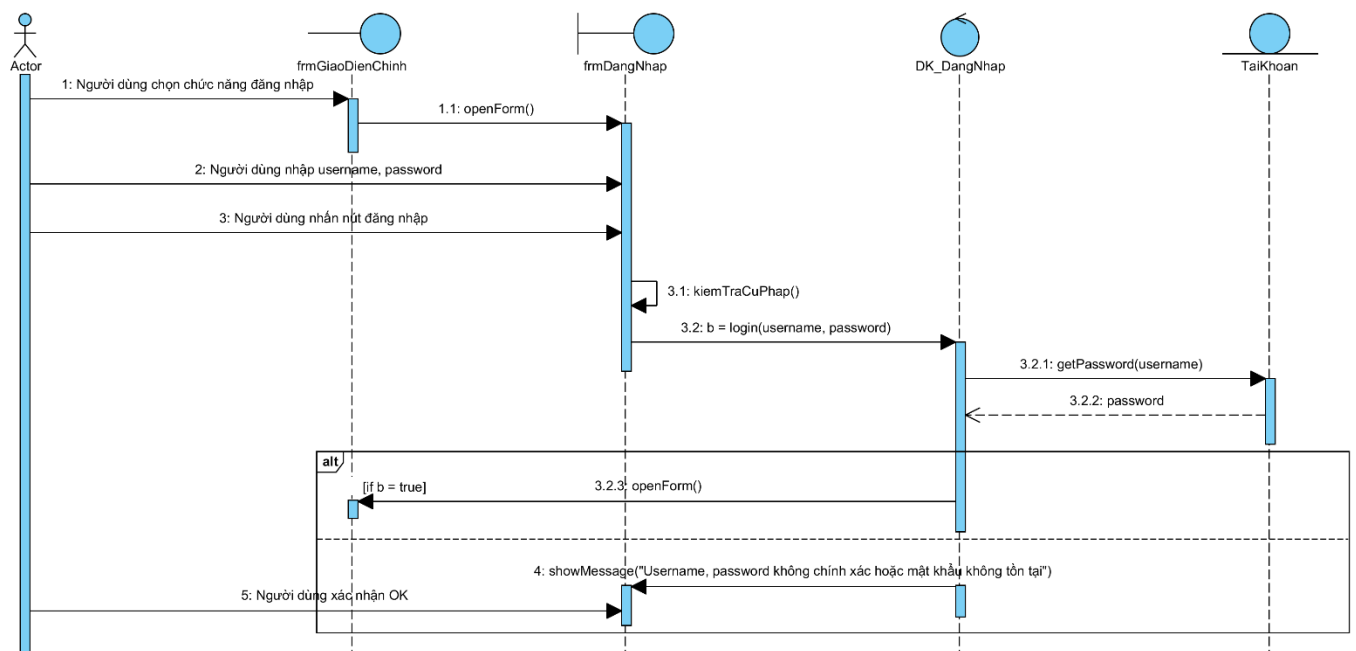 Actor
frmGiaoDienChinh
frmDangNhap
DK_DangNhap
TaiKhoan
1: Người dùng chọn chức năng đăng nhập
1.1: openForm()
2: Người dùng nhập username, password
3: Người dùng nhấn nút đăng nhập
3.1: kiemTraCuPhap()
3.2: b = login(username, password)
3.2.1: getPassword(username)
3.2.2: password
alt
[if b = true]
3.2.3: openForm()
4: showMessage("Username, password không chính xác hoặc mật khẩu không tồn tại")
5: Người dùng xác nhận OK